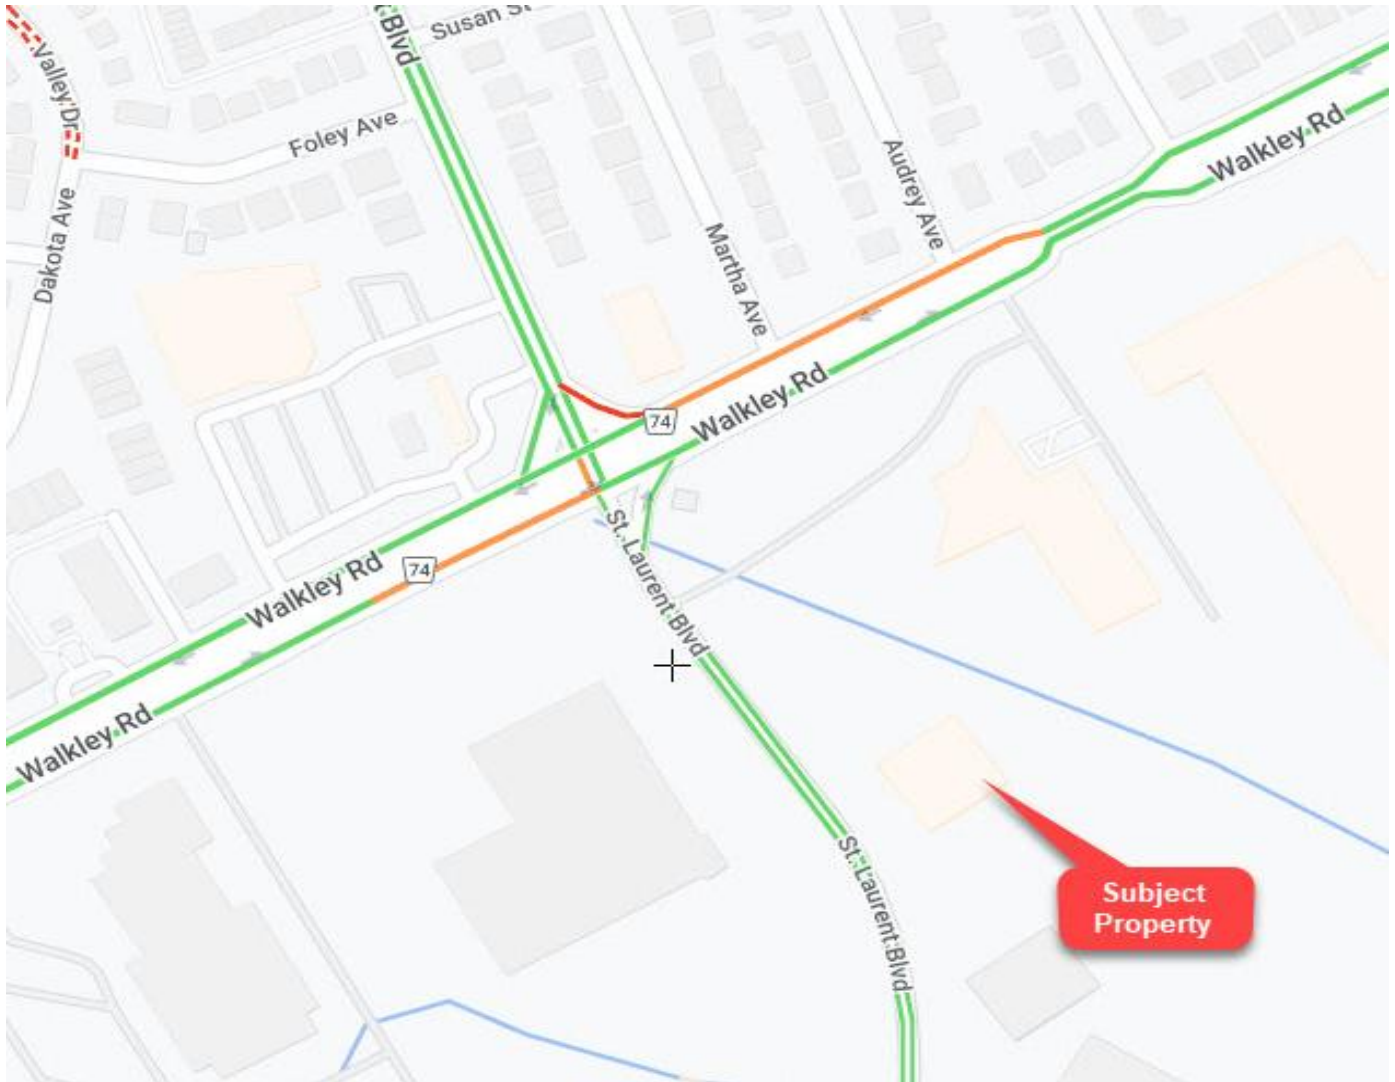 Blvd
Susan St
Valley Dr
Foley Ave
Dakota Ave
Martha Ave
Audrey Ave
Walkley Rd
74
Walkley Rd
74
Walkley Rd
Walkley Rd
St. Laurent Blvd
St. Laurent Blvd
Subject
Property